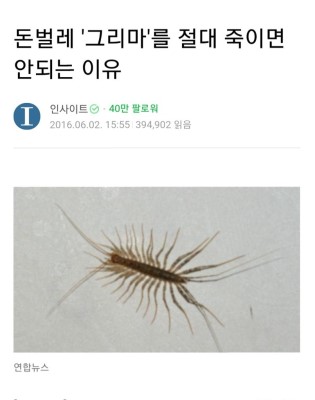 돈벌레 '그리마'를 절대 죽이면
안되는 이유
인사이트 · 40만 팔로워
2016.06.02. 15:55 394,902 읽음
연합뉴스